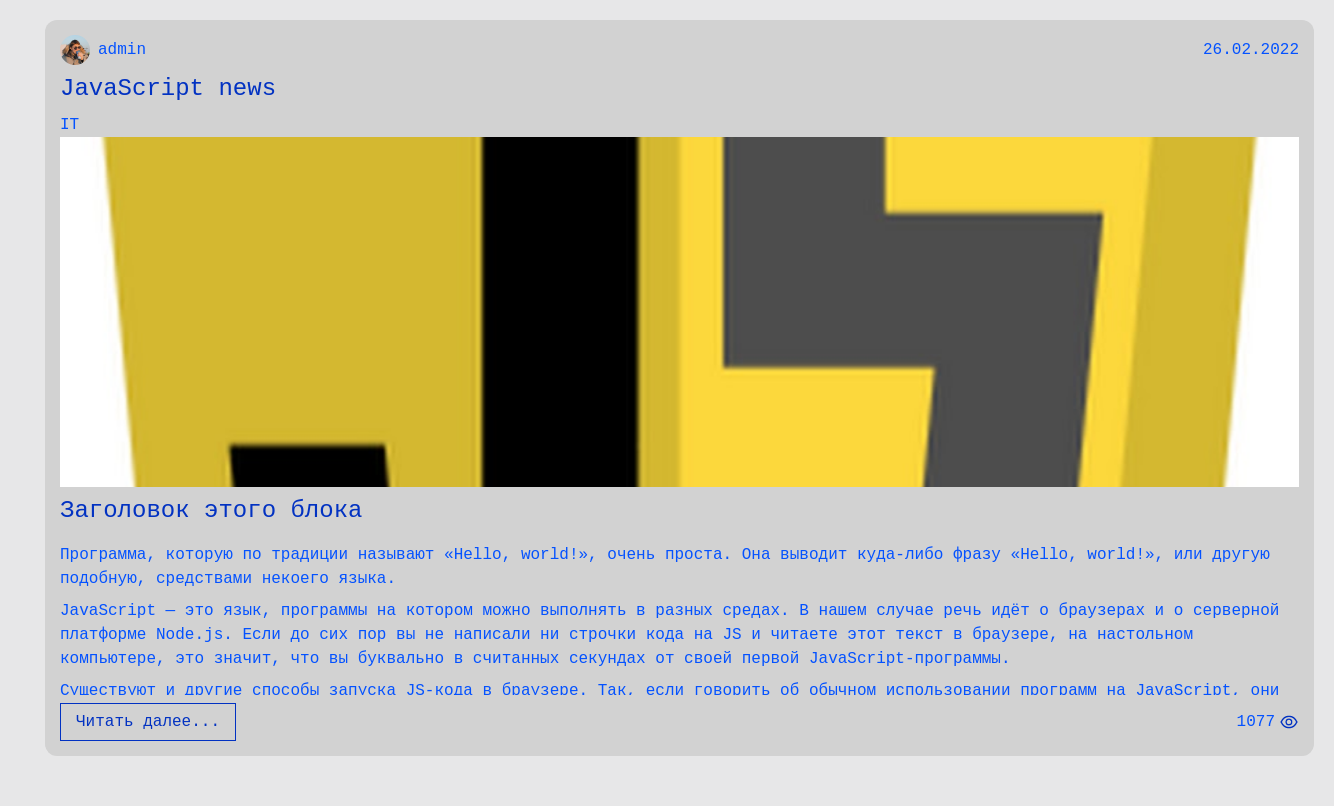 admin
26.02.2022
JavaScript news
IT
Заголовок этого блока
Программа, которую по традиции называют «Hello, world!», очень проста. Она выводит куда-либо фразу «Hello, world!», или другую
подобную, средствами некоего языка.
JavaScript — это язык, программы на котором можно выполнять в разных средах. В нашем случае речь идёт о браузерах и о серверной
платформе Node.js. Если до сих пор вы не написали ни строчки кода на JS и читаете этот текст в браузере, на настольном
компьютере, это значит, что вы буквально в считанных секундах от своей первой JavaScript-программы.
Существуют и другие способы запуска JS-кода в браузере. Так, если говорить об обычном использовании программ на JavaScript, они
Читать далее...
1077